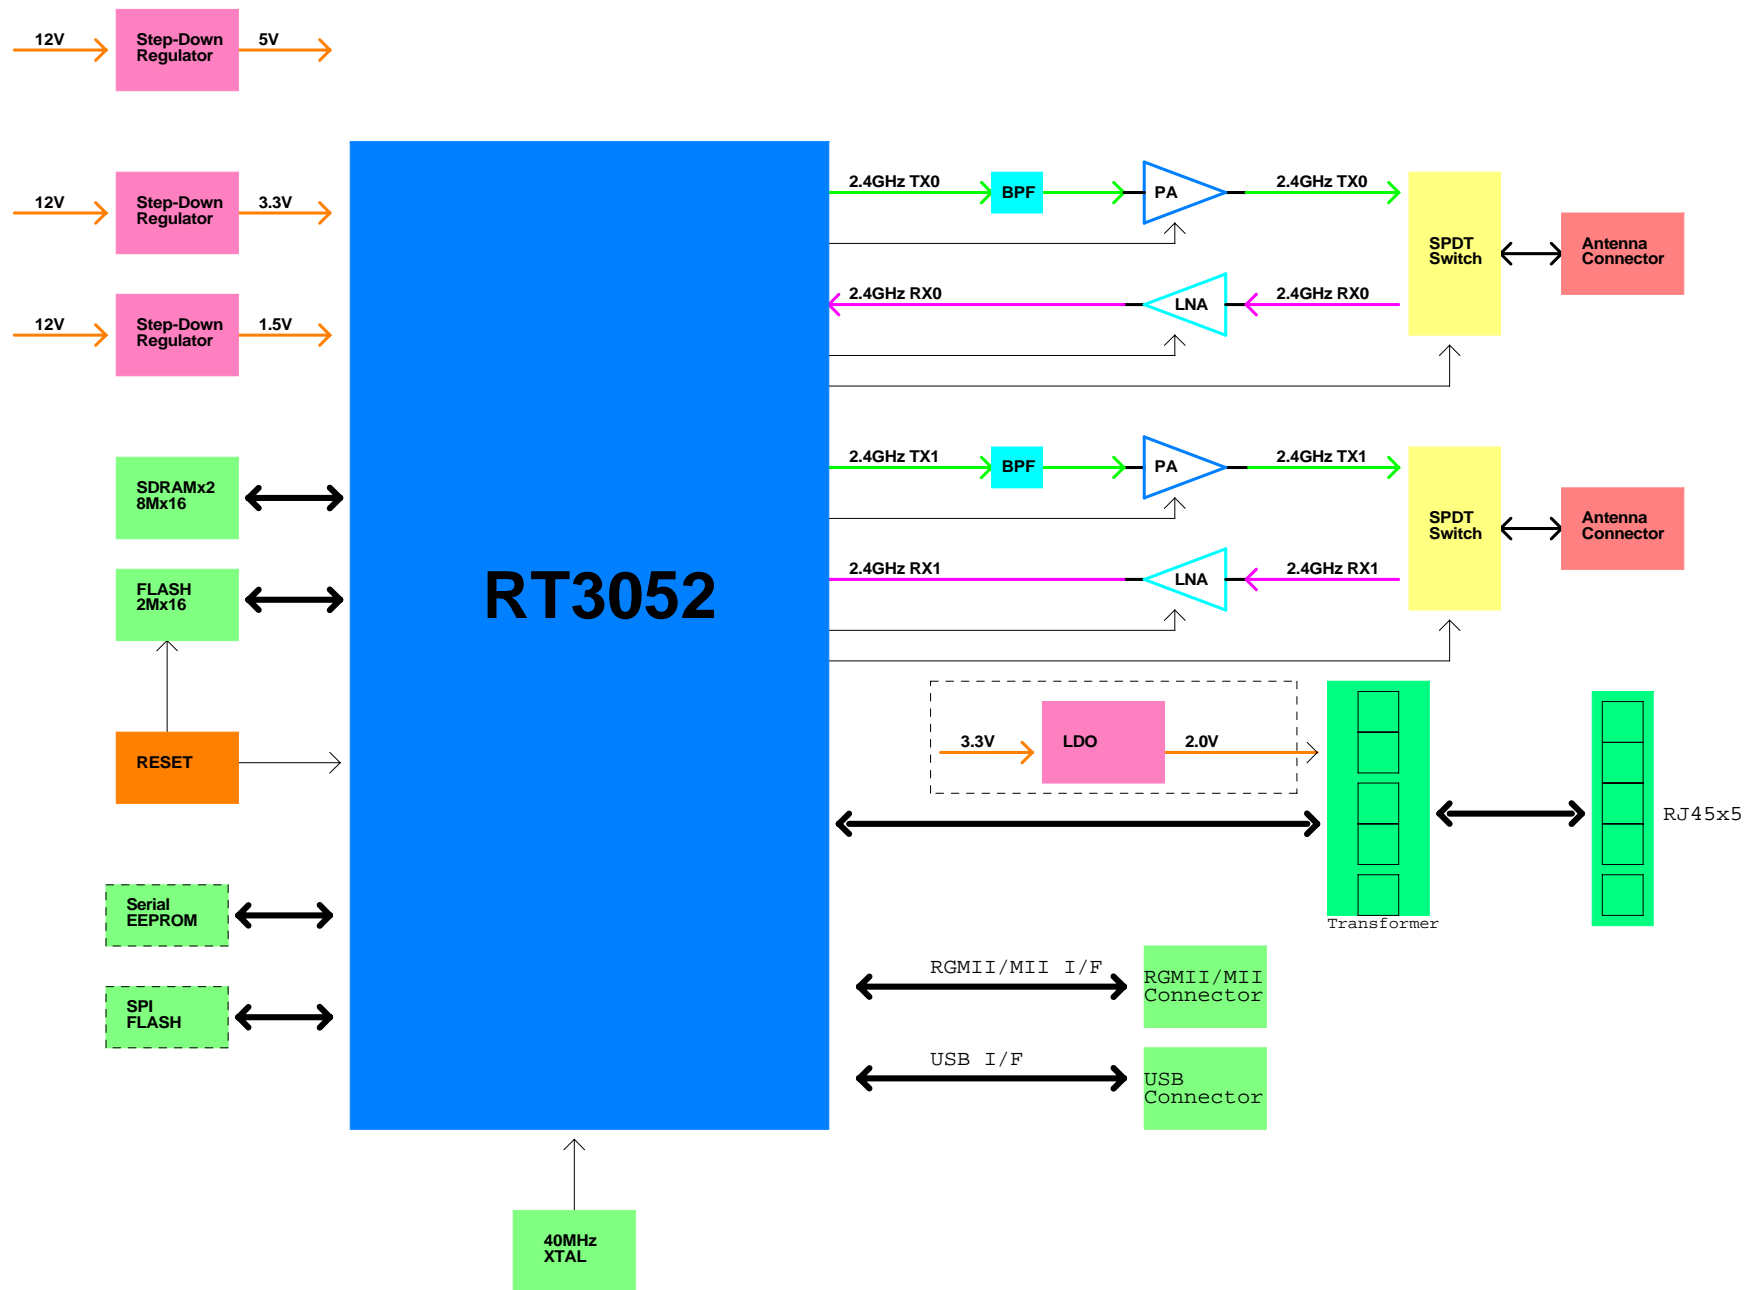 12V
Step-Down
Regulator
5V
12V
Step-Down
Regulator
3.3V
12V
Step-Down
Regulator
1.5V
SDRAMx2
8Mx16
FLASH
2Mx16
RESET
Serial
EEPROM
SPI
FLASH
RT3052
40MHz
XTAL
2.4GHz TX0
BPF
PA
2.4GHz TX0
2.4GHz RX0
LNA
2.4GHz RX0
SPDT
Switch
Antenna
Connector
2.4GHz TX1
BPF
PA
2.4GHz TX1
2.4GHz RX1
LNA
2.4GHz RX1
SPDT
Switch
Antenna
Connector
3.3V
LDO
2.0V
Transformer
RJ45x5
RGMII/MII I/F
RGMII/MII
Connector
USB I/F
USB
Connector